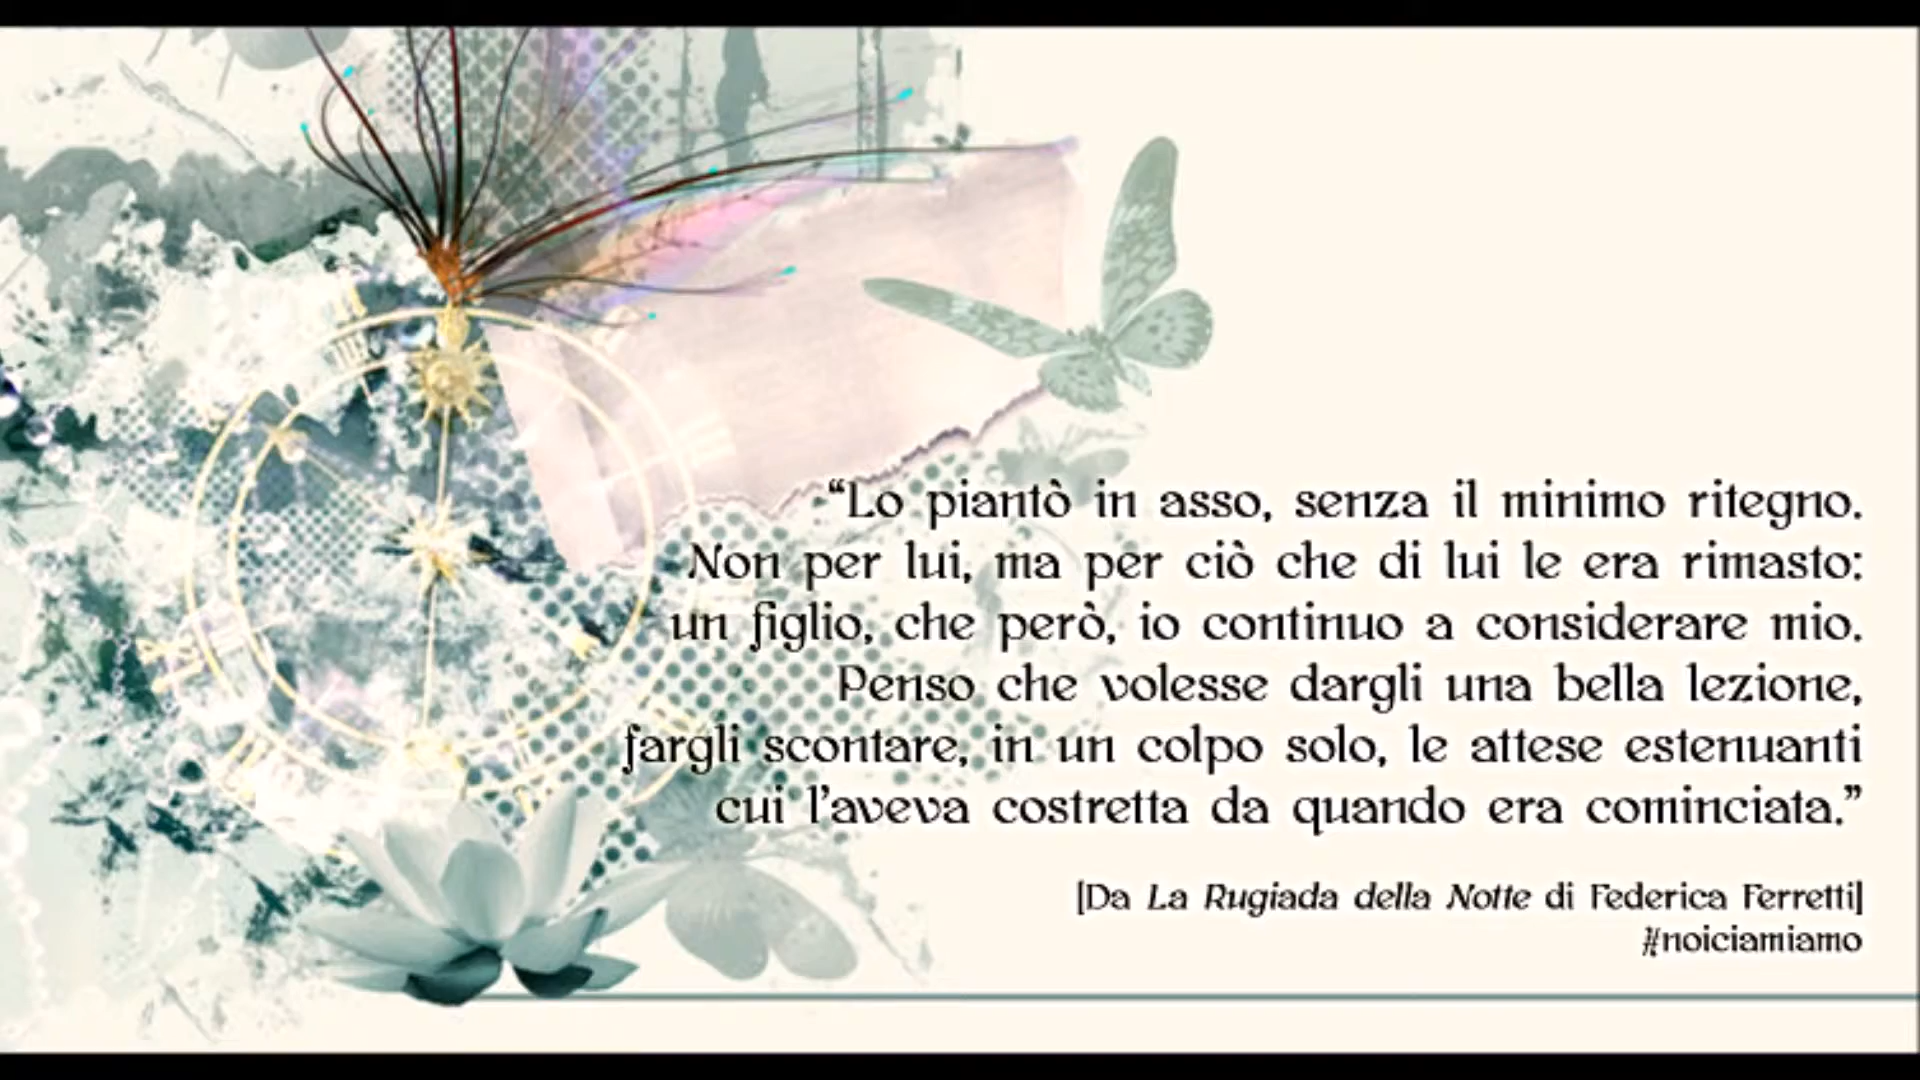 “Lo piantò in asso, senza il minimo ritegno.
Non per lui, ma per ciò che di lui le era rimasto:
un figlio, che però, io continuo a considerare mio.
Penso che volesse dargli una bella lezione,
fargli scontare, in un colpo solo, le attese estenuanti
cui l’aveva costretta da quando era cominciata.”
[Da La Rugiada della Notte di Federica Ferretti]
#noiciamiamo